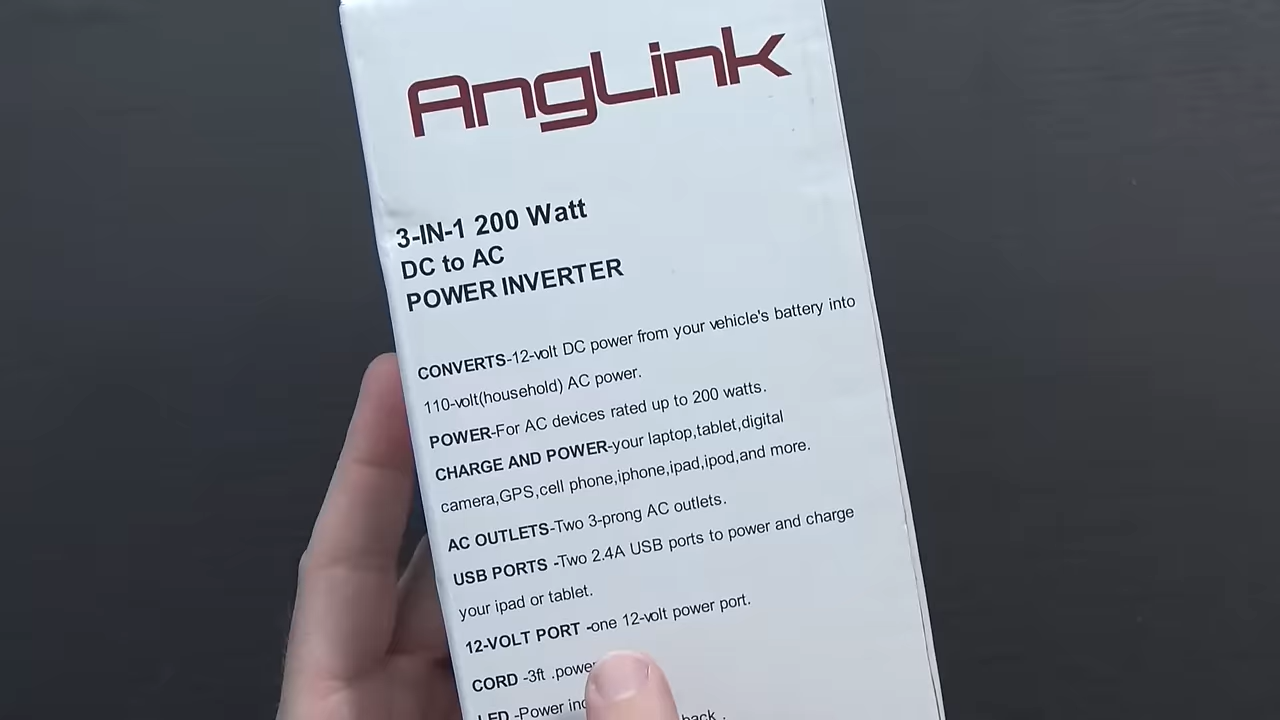 AngLink
3-IN-1 200 Watt
DC to AC
POWER INVERTER
CONVERTS-12-volt DC power from your vehicle's battery into
110-volt(household) AC power.
POWER-For AC devices rated up to 200 watts.
CHARGE AND POWER-your laptop,tablet,digital
camera,GPS,cell phone,iphone,ipad,ipod,and more.
AC OUTLETS-Two 3-prong AC outlets.
USB PORTS -Two 2.4A USB ports to power and charge
your ipad or tablet.
12-VOLT PORT -one 12-volt power port.
CORD -3ft .power
LED -Power